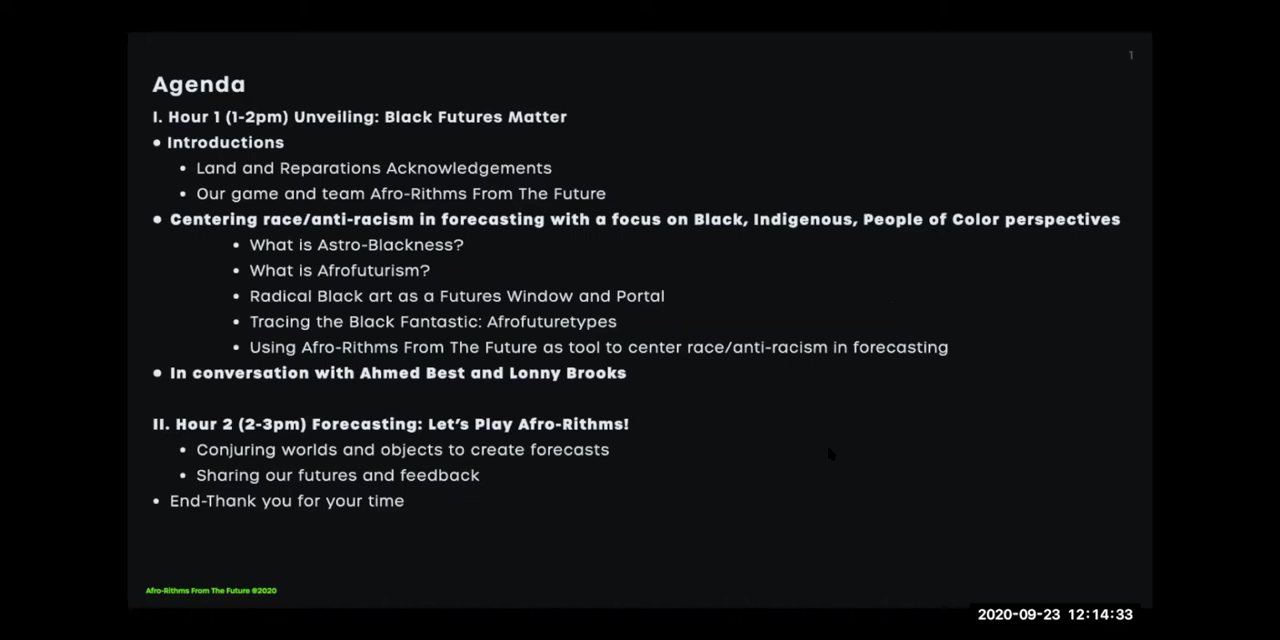 1
Agenda
I. Hour 1 (1-2pm) Unveiling: Black Futures Matter
• Introductions
• Land and Reparations Acknowledgements
• Our game and team Afro-Rithms From The Future
• Centering race/anti-racism in forecasting with a focus on Black, Indigenous, People of Color perspectives
• What is Astro-Blackness?
• What is Afrofuturism?
• Radical Black art as a Futures Window and Portal
• Tracing the Black Fantastic: Afrofuturetypes
• Using Afro-Rithms From The Future as tool to center race/anti-racism in forecasting
• In conversation with Ahmed Best and Lonny Brooks
II. Hour 2 (2-3pm) Forecasting: Let's Play Afro-Rithms!
• Conjuring worlds and objects to create forecasts
• Sharing our futures and feedback
• End-Thank you for your time
Afro-Rithms From The Future ©2020
2020-09-23 12:14:33